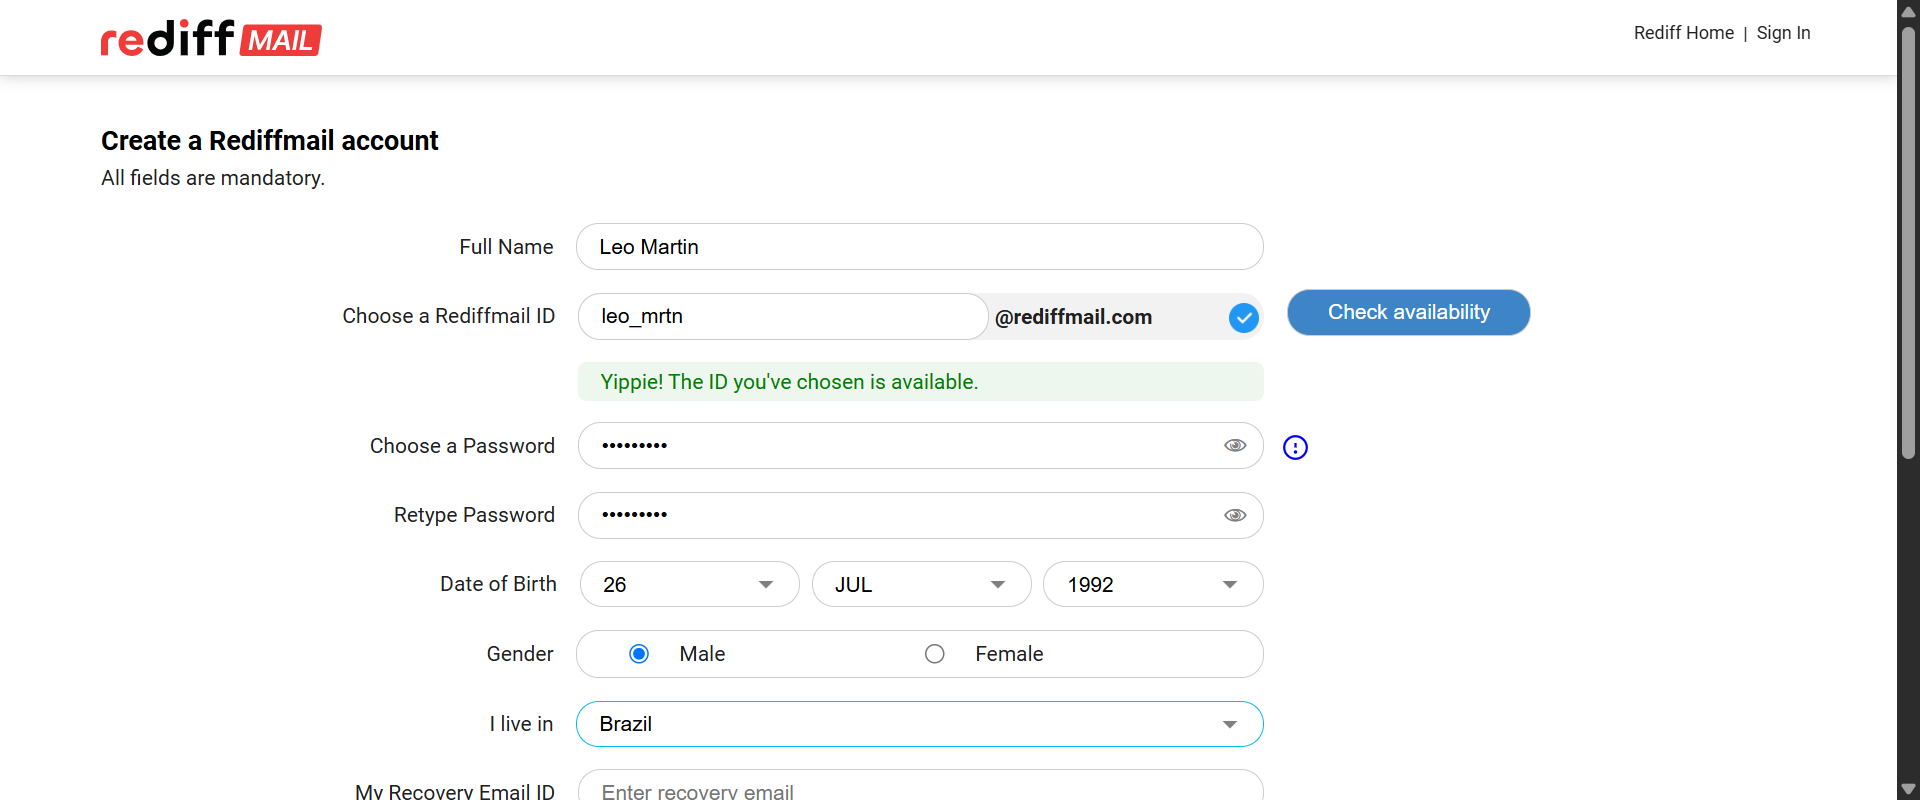 rediff MAIL
Rediff Home | Sign In
Create a Rediffmail account
All fields are mandatory.
Full Name Leo Martin
Choose a Rediffmail ID leo_mrtn @rediffmail.com Check availability
Yippie! The ID you've chosen is available.
Choose a Password •••••••••
Retype Password •••••••••
Date of Birth 26 JUL 1992
Gender Male Female
I live in Brazil
My Recovery Email ID Enter recovery email